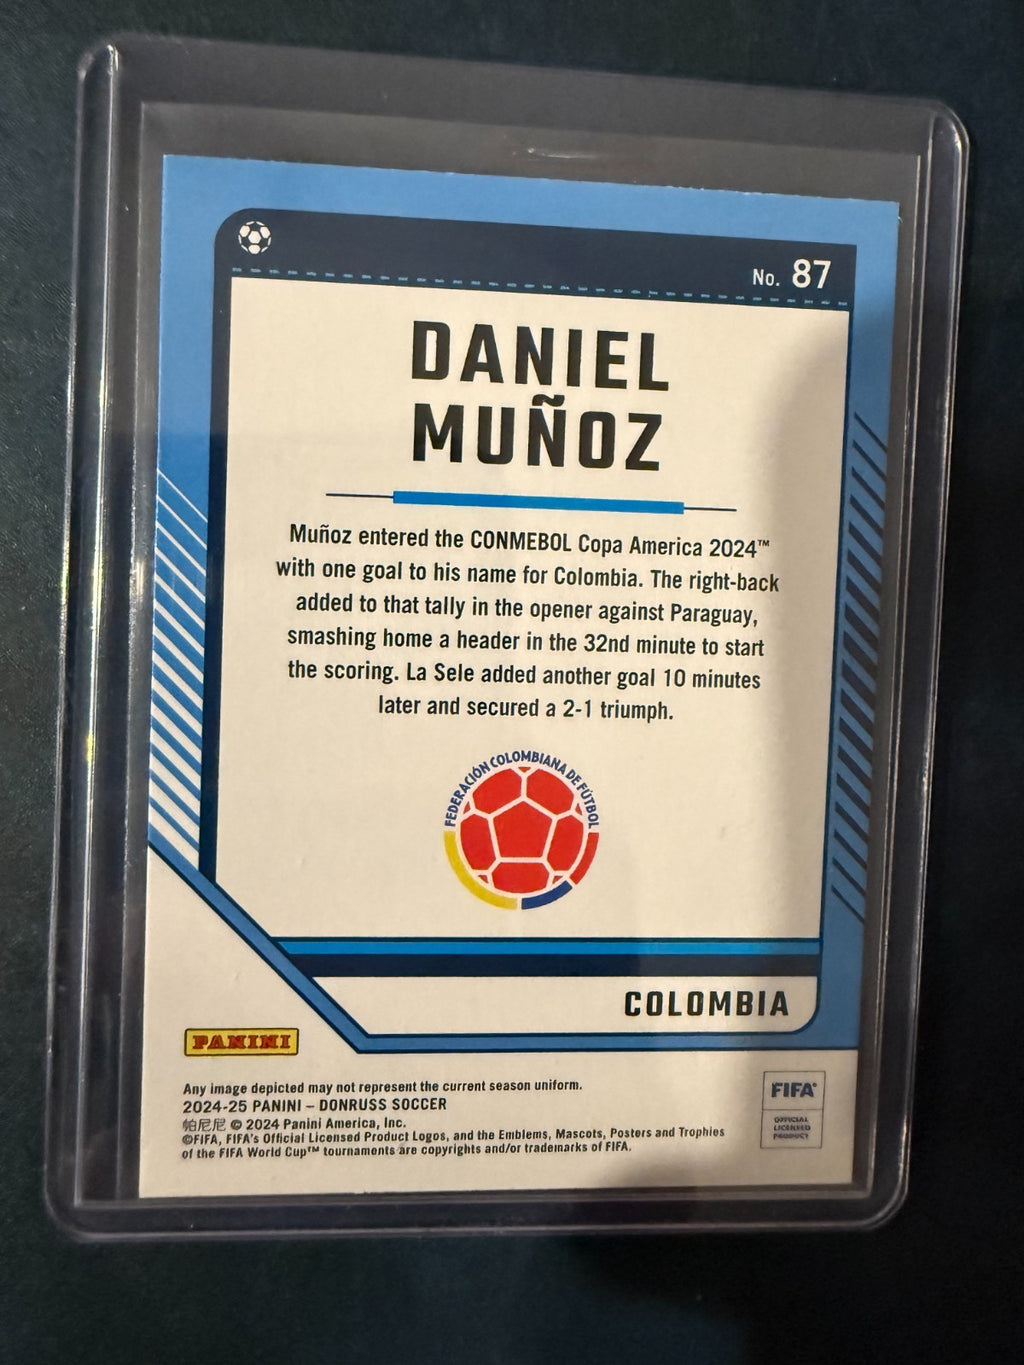 No. 87
DANIEL
MUÑOZ
Muñoz entered the CONMEBOL Copa America 2024™
with one goal to his name for Colombia. The right-back
added to that tally in the opener against Paraguay,
smashing home a header in the 32nd minute to start
the scoring. La Sele added another goal 10 minutes
later and secured a 2-1 triumph.
FEDERACIÓN COLOMBIANA DE FÚTBOL
COLOMBIA
PANINI
Any image depicted may not represent the current season uniform.
2024-25 PANINI – DONRUSS SOCCER
帕尼尼 © 2024 Panini America, Inc.
©FIFA, FIFA's Official Licensed Product Logos, and the Emblems, Mascots, Posters and Trophies
of the FIFA World Cup™ tournaments are copyrights and/or trademarks of FIFA.
FIFA®
OFFICIAL
LICENSED
PRODUCT